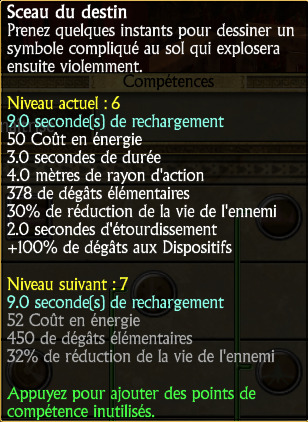 Sceau du destin
Prenez quelques instants pour dessiner un
symbole compliqué au sol qui explosera
ensuite violemment.
Compétences
Niveau actuel : 6
9.0 seconde(s) de rechargement
50 Coût en énergie
3.0 secondes de durée
4.0 mètres de rayon d'action
378 de dégâts élémentaires
30% de réduction de la vie de l'ennemi
2.0 secondes d'étourdissement
+100% de dégâts aux Dispositifs
Niveau suivant : 7
9.0 seconde(s) de rechargement
52 Coût en énergie
450 de dégâts élémentaires
32% de réduction de la vie de l'ennemi
Appuyez pour ajouter des points de
compétence inutilisés.